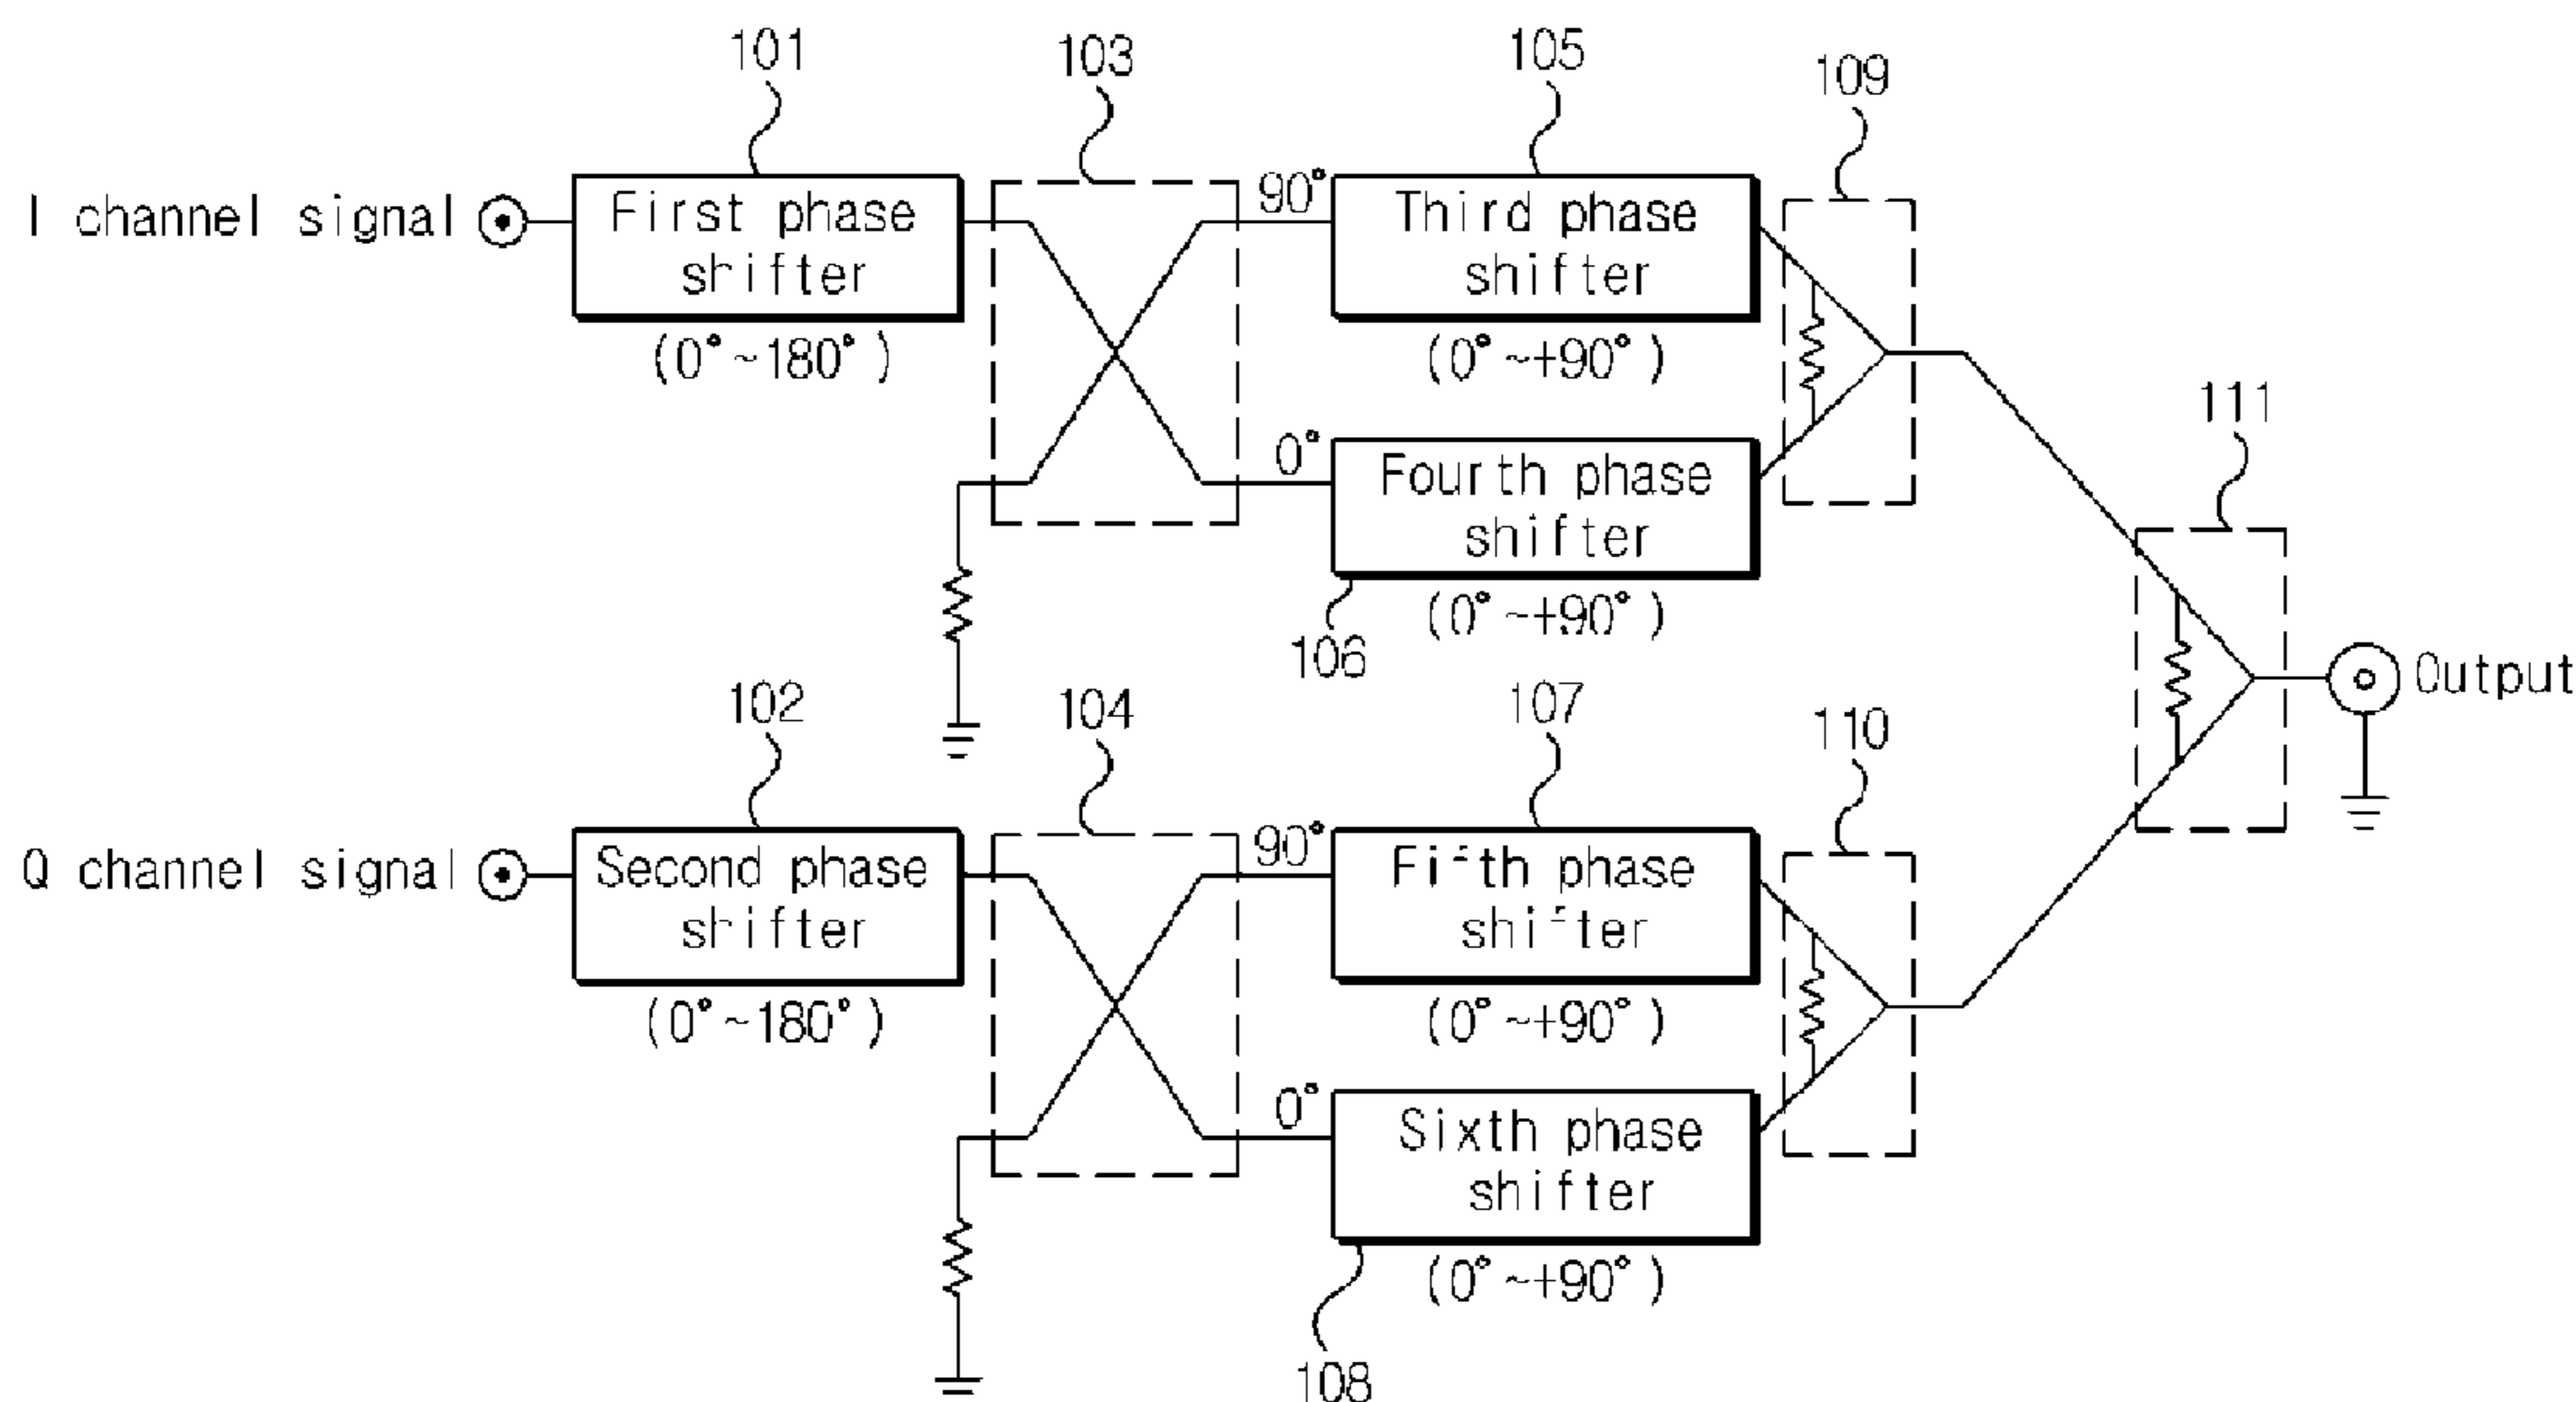 101
103
105
109
I channel signal
First phase
shifter
(0°~180°)
90°
Third phase
shifter
(0°~+90°)
0°
Fourth phase
shifter
(0°~+90°)
106
111
Output
102
104
107
110
Q channel signal
Second phase
shifter
(0°~180°)
90°
Fifth phase
shifter
(0°~+90°)
0°
Sixth phase
shifter
(0°~+90°)
108